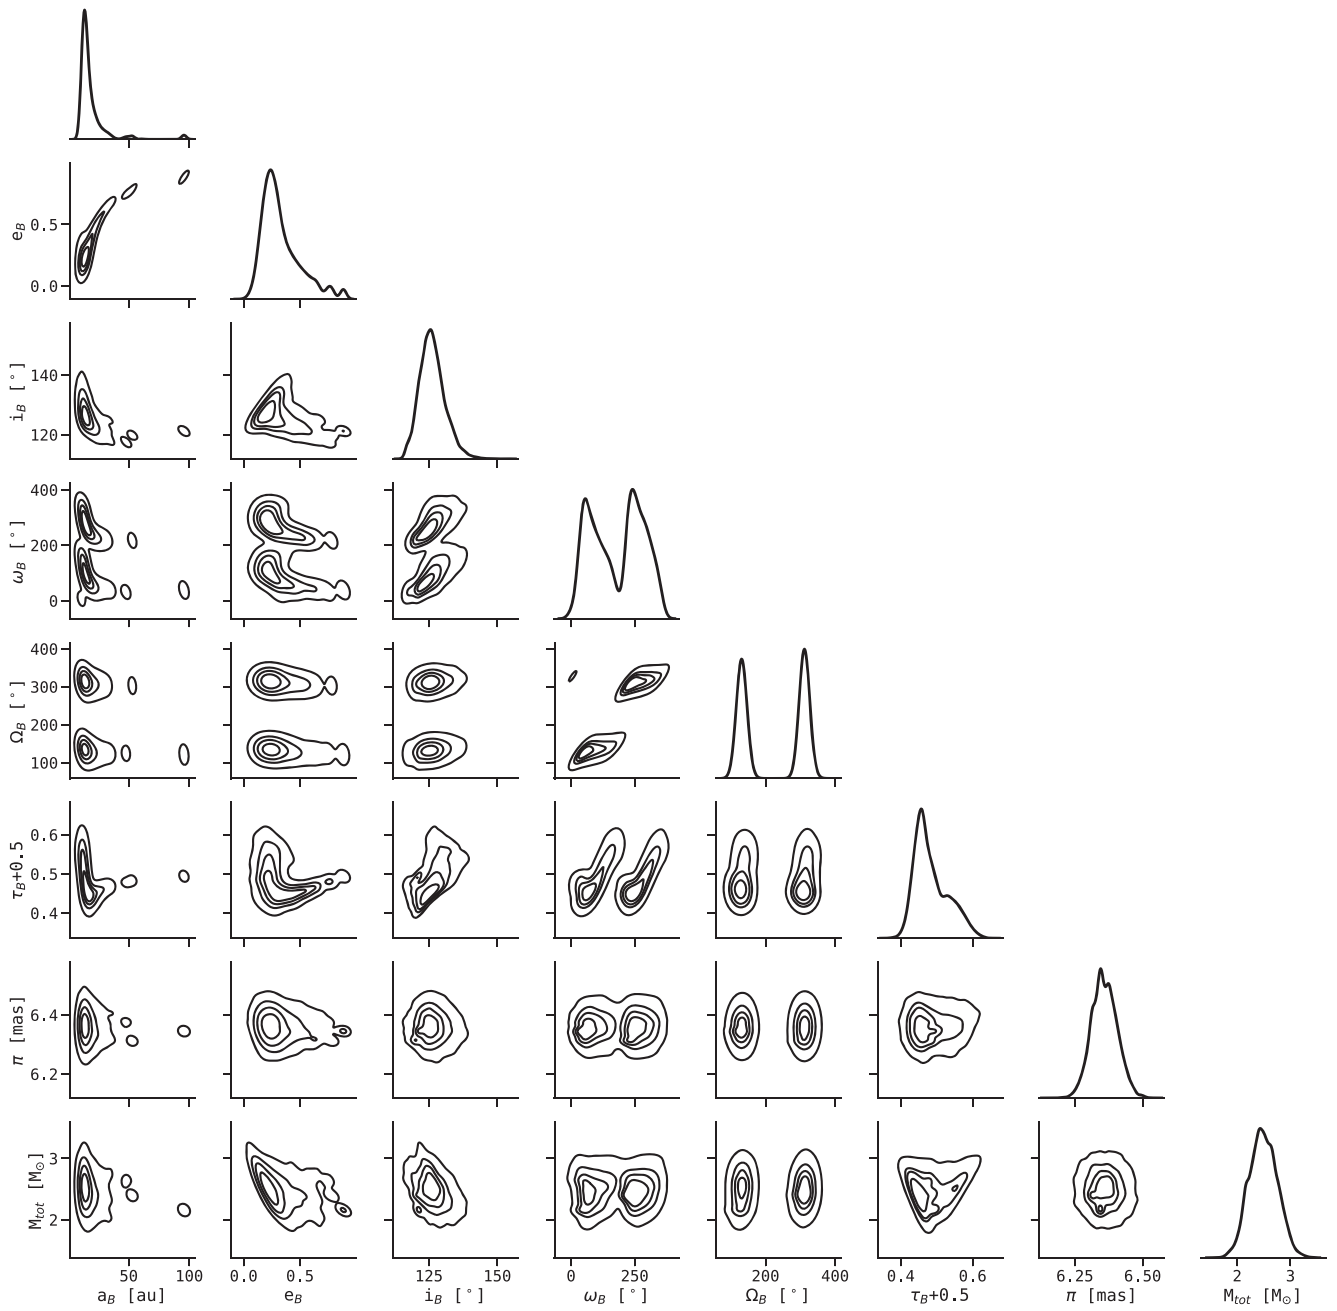 e_B
0.5
0.0
i_B [°]
140
120
ω_B [°]
400
200
0
Ω_B [°]
400
300
200
100
τ_B+0.5
0.6
0.5
0.4
π [mas]
6.4
6.2
M_tot [M_⊙]
3
2
50 100 0.0 0.5 125 150 0 250 200 400 0.4 0.6 6.25 6.50 2 3
a_B [au] e_B i_B [°] ω_B [°] Ω_B [°] τ_B+0.5 π [mas] M_tot [M_⊙]